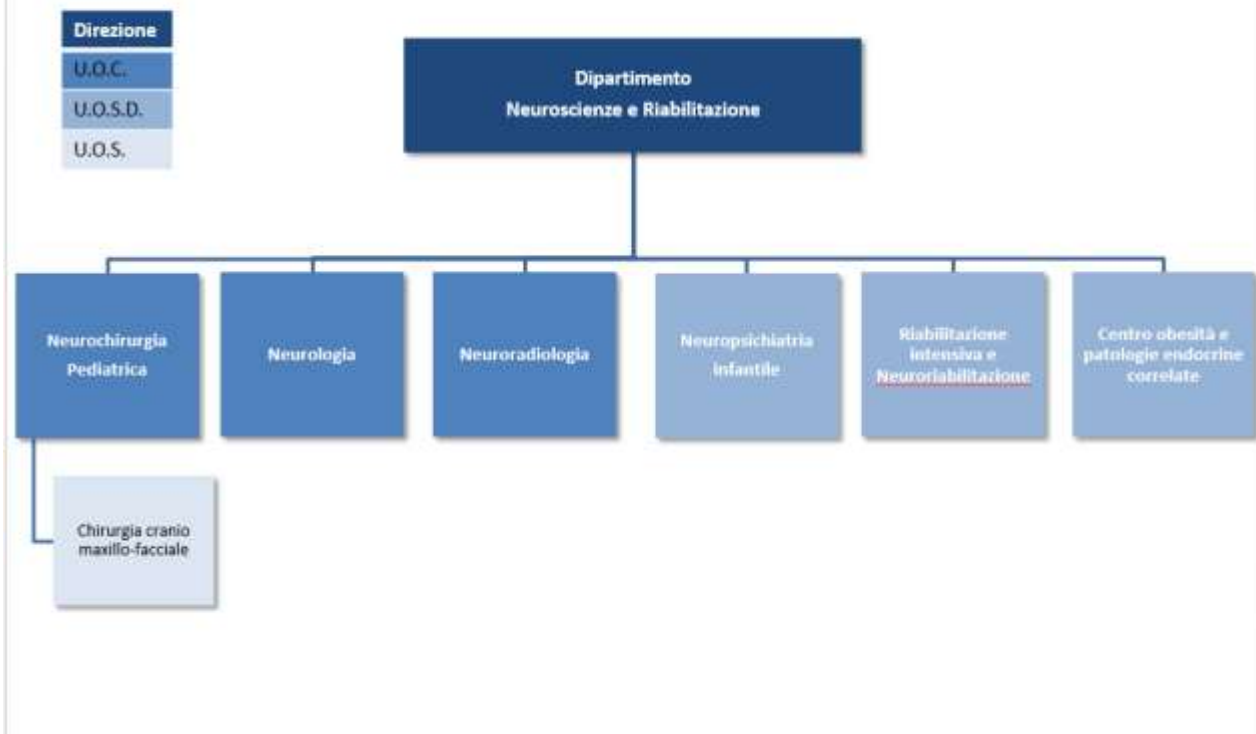 Direzione
U.O.C.
U.O.S.D.
U.O.S.
Dipartimento
Neuroscienze e Riabilitazione
Neurochirurgia
Pediatrica
Neurologia
Neuroradiologia
Neuropsichiatria
infantile
Riabilitazione
intensiva e
Neuroriabilitazione
Centro obesità e
patologie endocrine
correlate
Chirurgia cranio
maxillo-facciale